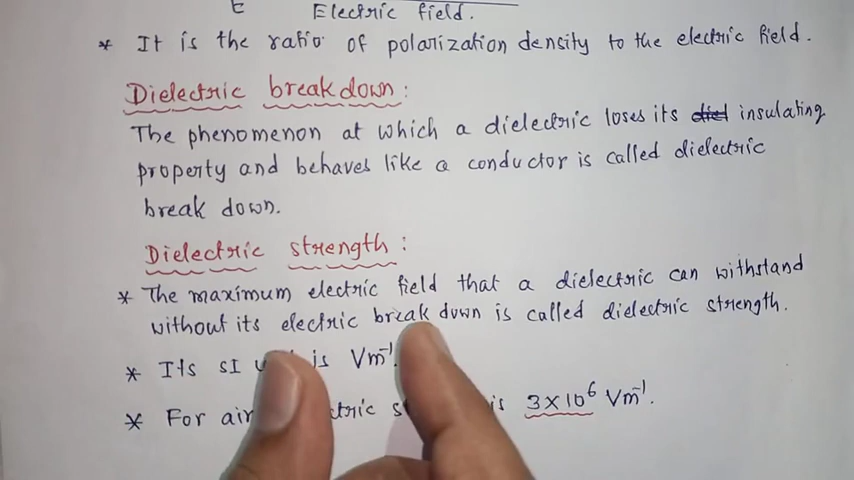 E Electric field.
* It is the ratio of polarization density to the electric field.
Dielectric breakdown:
The phenomenon at which a dielectric loses its insulating
property and behaves like a conductor is called dielectric
break down.
Dielectric strength:
* The maximum electric field that a dielectric can withstand
without its electric break down is called dielectric strength.
* Its SI is Vm⁻¹.
* For air is 3×10⁶ Vm⁻¹.